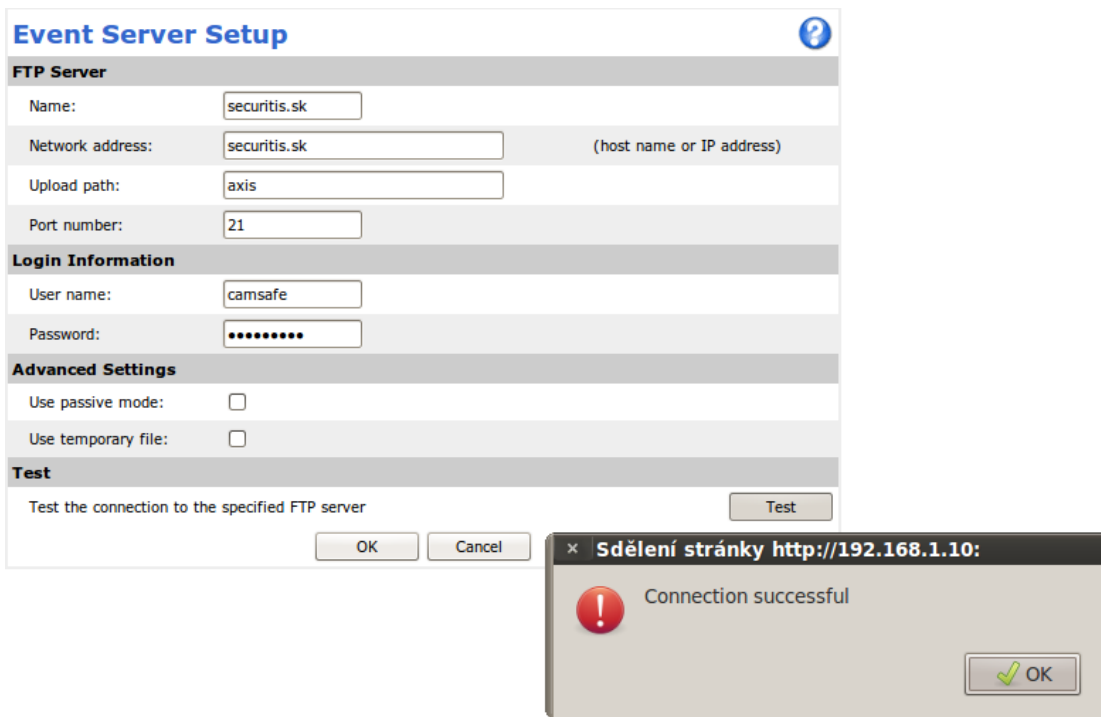 Event Server Setup
FTP Server
Name: securitis.sk
Network address: securitis.sk (host name or IP address)
Upload path: axis
Port number: 21
Login Information
User name: camsafe
Password: •••••••••
Advanced Settings
Use passive mode:
Use temporary file:
Test
Test the connection to the specified FTP server Test
OK Cancel
× Sdělení stránky http://192.168.1.10:
Connection successful
OK